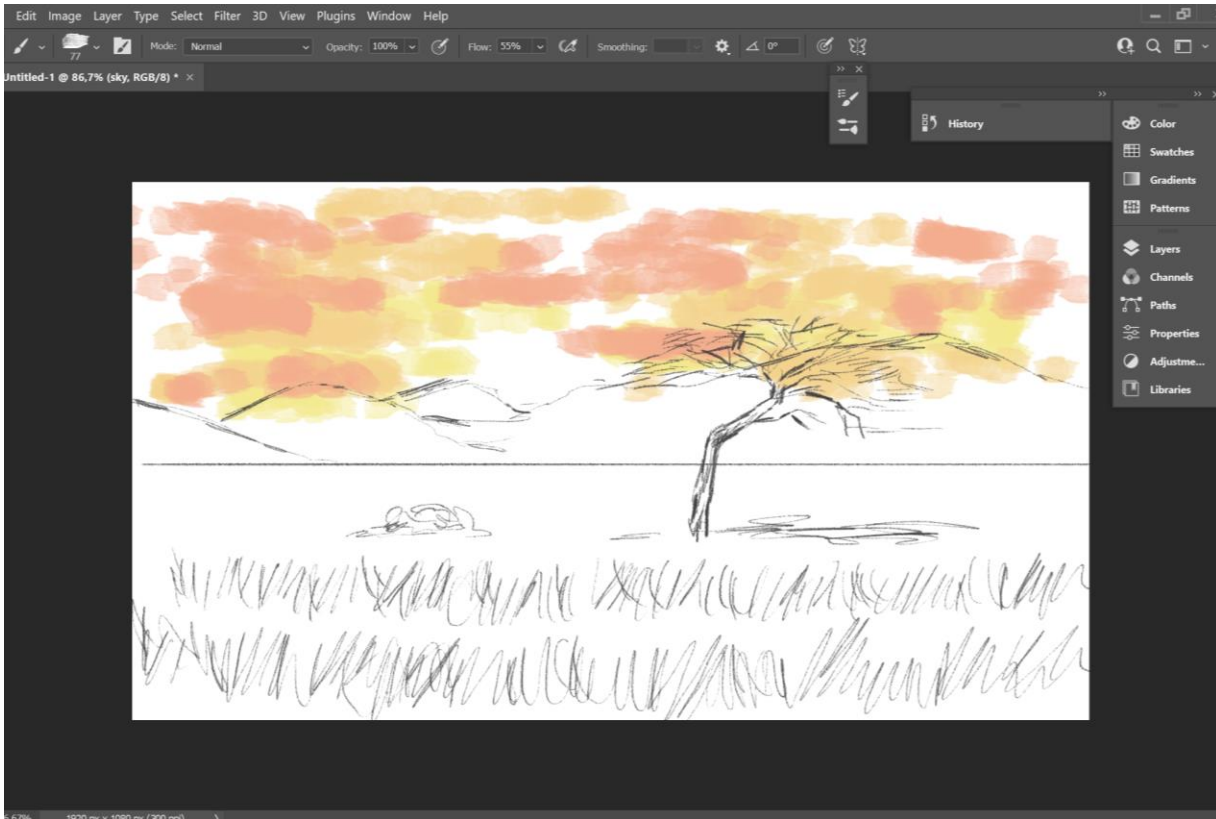 Edit Image Layer Type Select Filter 3D View Plugins Window Help
77 Mode: Normal Opacity: 100% Flow: 55% Smoothing: 0°
Untitled-1 @ 86,7% (sky, RGB/8) *
History
Color
Swatches
Gradients
Patterns
Layers
Channels
Paths
Properties
Adjustme...
Libraries
1920 px x 1080 px (300 ppi)